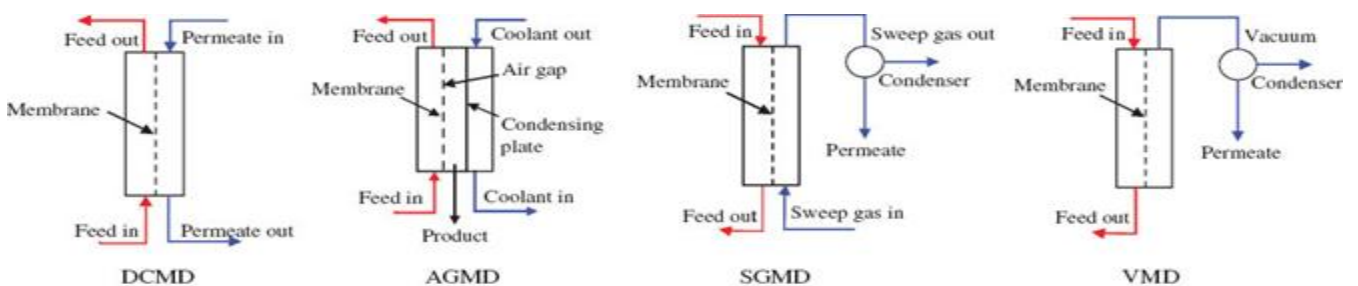 Feed out
Permeate in
Membrane
Feed in
Permeate out
DCMD
Feed out
Coolant out
Air gap
Membrane
Condensing
plate
Feed in
Coolant in
Product
AGMD
Feed in
Sweep gas out
Membrane
Condenser
Permeate
Feed out
Sweep gas in
SGMD
Feed in
Vacuum
Membrane
Condenser
Permeate
Feed out
VMD